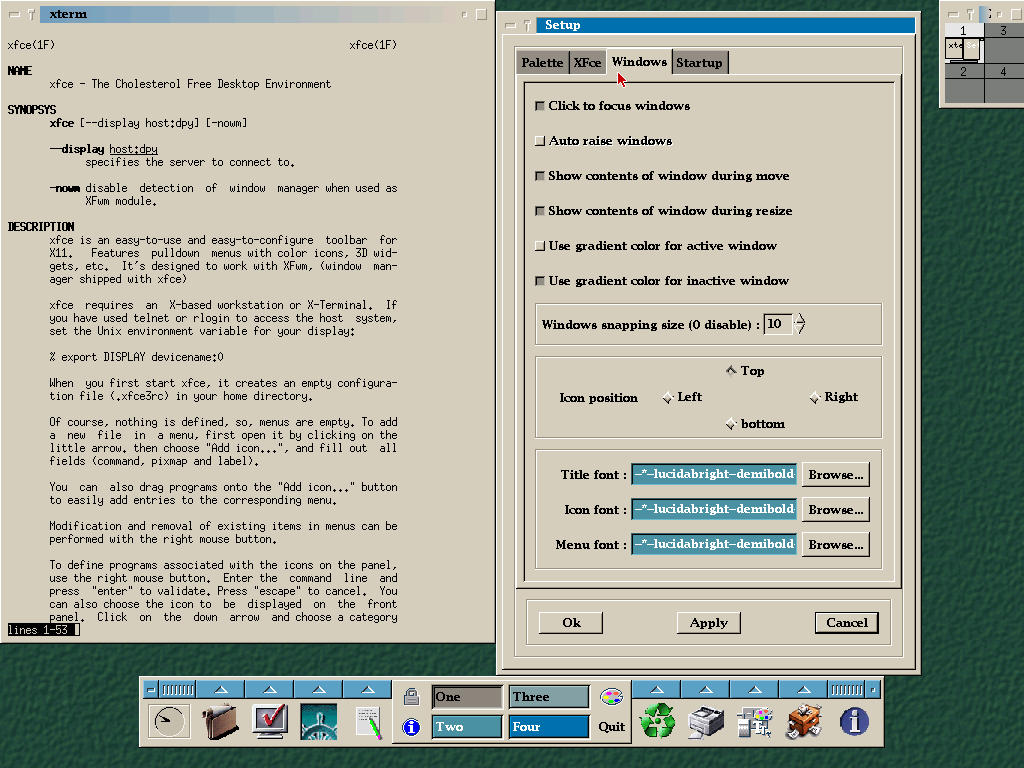 xterm
xfce(1F) xfce(1F)
NAME
xfce - The Cholesterol Free Desktop Environment
SYNOPSYS
xfce [--display host:dpy] [-nowm]
--display host:dpy
specifies the server to connect to.
-nowm disable detection of window manager when used as
XFwm module.
DESCRIPTION
xfce is an easy-to-use and easy-to-configure toolbar for
X11. Features pulldown menus with color icons, 3D wid-
gets, etc. It's designed to work with XFwm, (window man-
ager shipped with xfce)
xfce requires an X-based workstation or X-Terminal. If
you have used telnet or rlogin to access the host system,
set the Unix environment variable for your display:
% export DISPLAY devicename:0
When you first start xfce, it creates an empty configura-
tion file (.xfce3rc) in your home directory.
Of course, nothing is defined, so, menus are empty. To add
a new file in a menu, first open it by clicking on the
little arrow. then choose "Add icon...", and fill out all
fields (command, pixmap and label).
You can also drag programs onto the "Add icon..." button
to easily add entries to the corresponding menu.
Modification and removal of existing items in menus can be
performed with the right mouse button.
To define programs associated with the icons on the panel,
use the right mouse button. Enter the command line and
press "enter" to validate. Press "escape" to cancel. You
can also choose the icon to be displayed on the front
panel. Click on the down arrow and choose a category
lines 1-53
Setup
Palette XFce Windows Startup
Click to focus windows
Auto raise windows
Show contents of window during move
Show contents of window during resize
Use gradient color for active window
Use gradient color for inactive window
Windows snapping size (0 disable) : 10
Top
Icon position Left Right
bottom
Title font : -*-lucidabright-demibold- Browse...
Icon font : -*-lucidabright-demibold- Browse...
Menu font : -*-lucidabright-demibold- Browse...
Ok Apply Cancel
1 3
xte
2 4
One Three
Two Four Quit